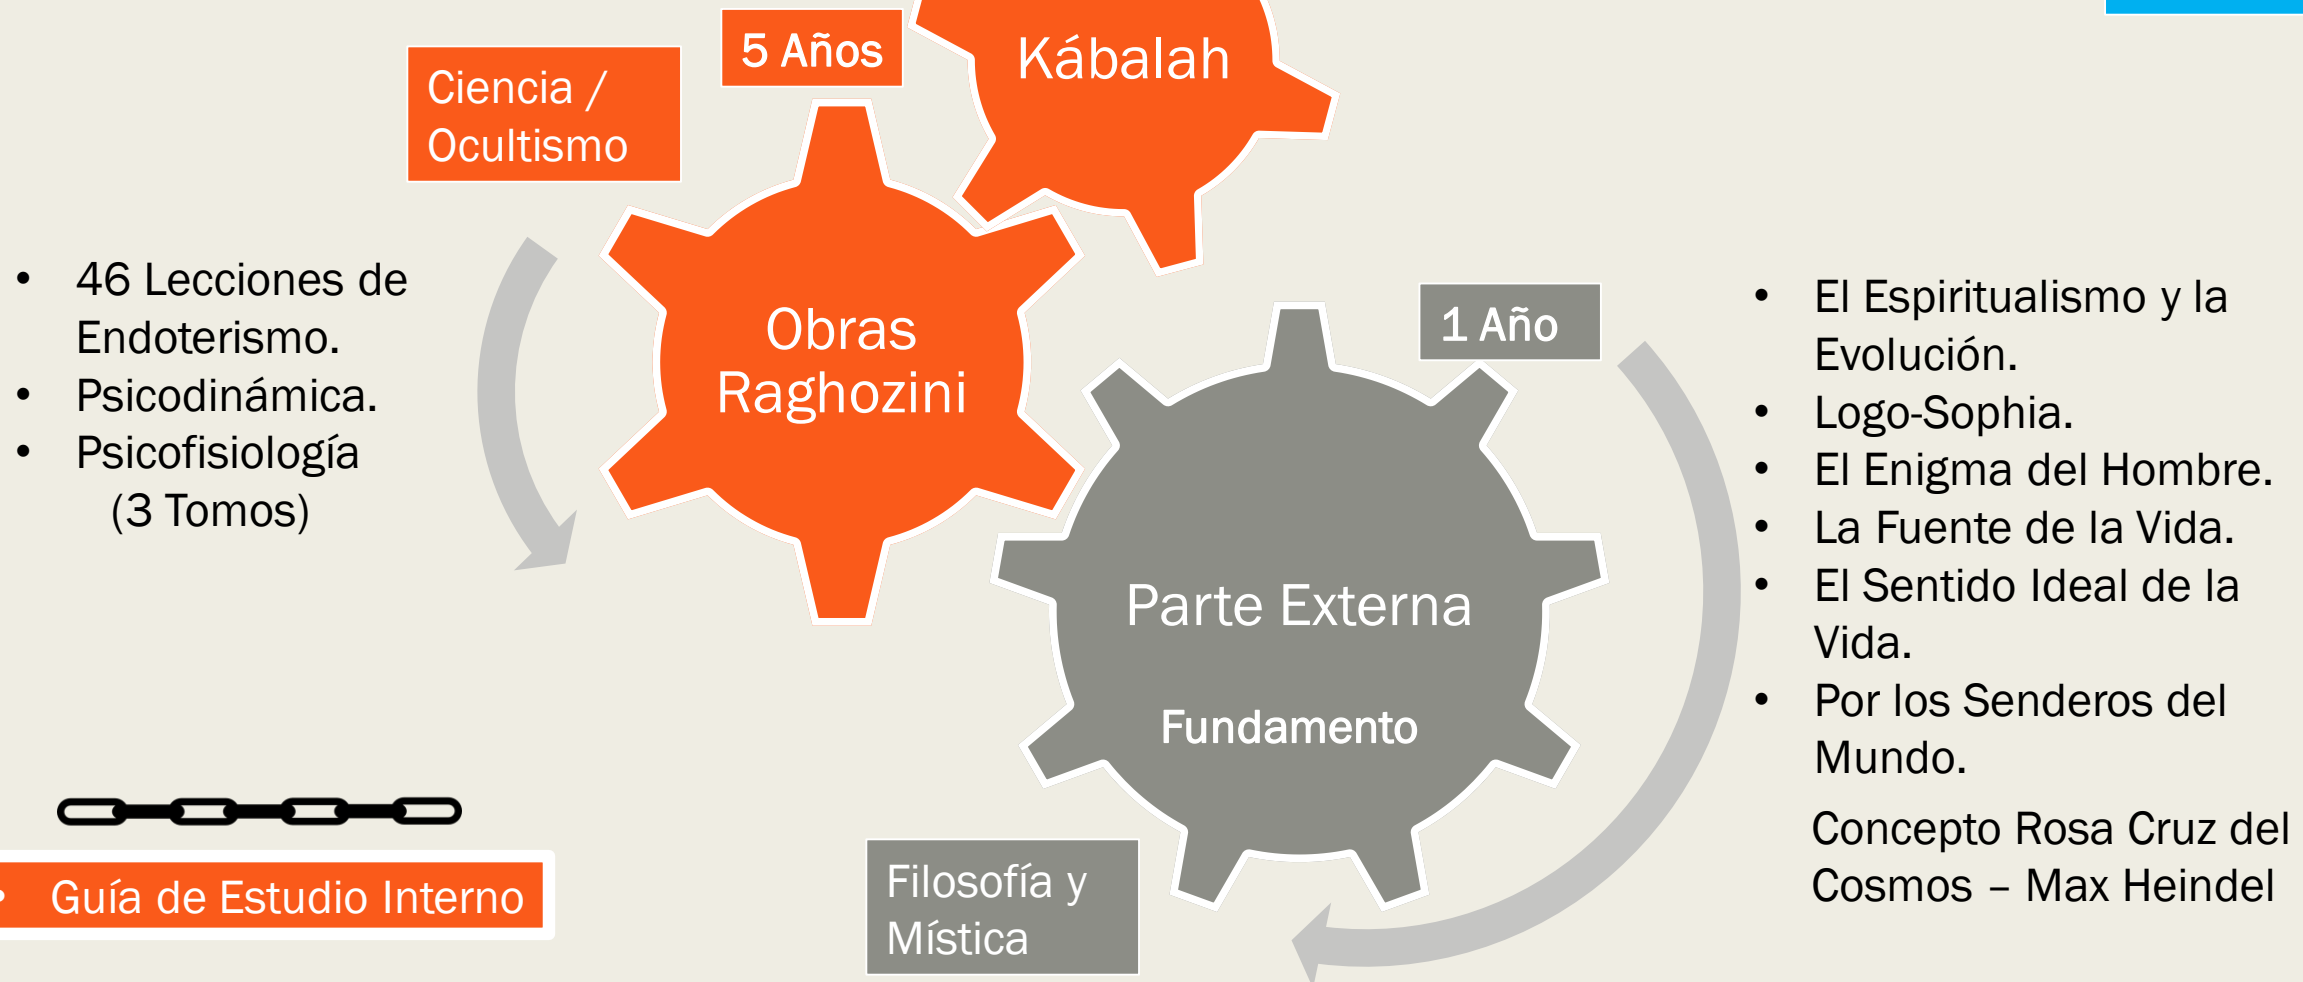 5 Años
Kábalah
Ciencia /
Ocultismo
• 46 Lecciones de
Endoterismo.
• Psicodinámica.
• Psicofisiología
(3 Tomos)
Obras
Raghozini
1 Año
Parte Externa
Fundamento
• El Espiritualismo y la
Evolución.
• Logo-Sophia.
• El Enigma del Hombre.
• La Fuente de la Vida.
• El Sentido Ideal de la
Vida.
• Por los Senderos del
Mundo.
Concepto Rosa Cruz del
Cosmos – Max Heindel
• Guía de Estudio Interno
Filosofía y
Mística